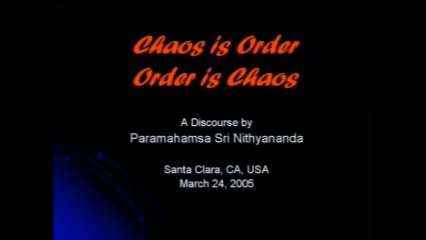 Chaos is Order
Order is Chaos
A Discourse by
Paramahamsa Sri Nithyananda
Santa Clara, CA, USA
March 24, 2005